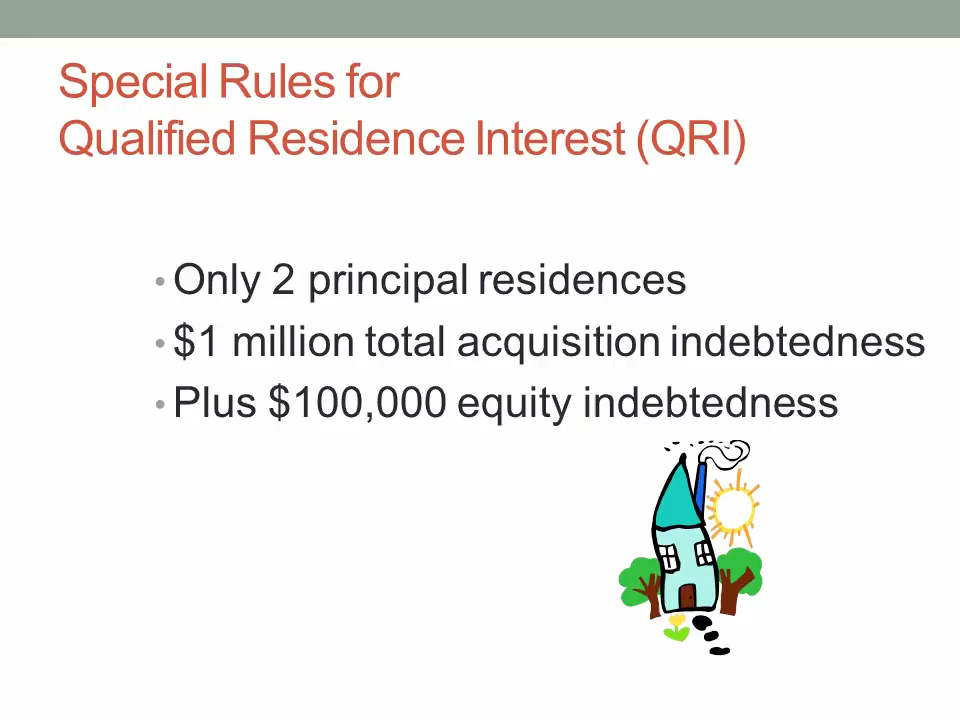 Special Rules for
Qualified Residence Interest (QRI)
• Only 2 principal residences
• $1 million total acquisition indebtedness
• Plus $100,000 equity indebtedness